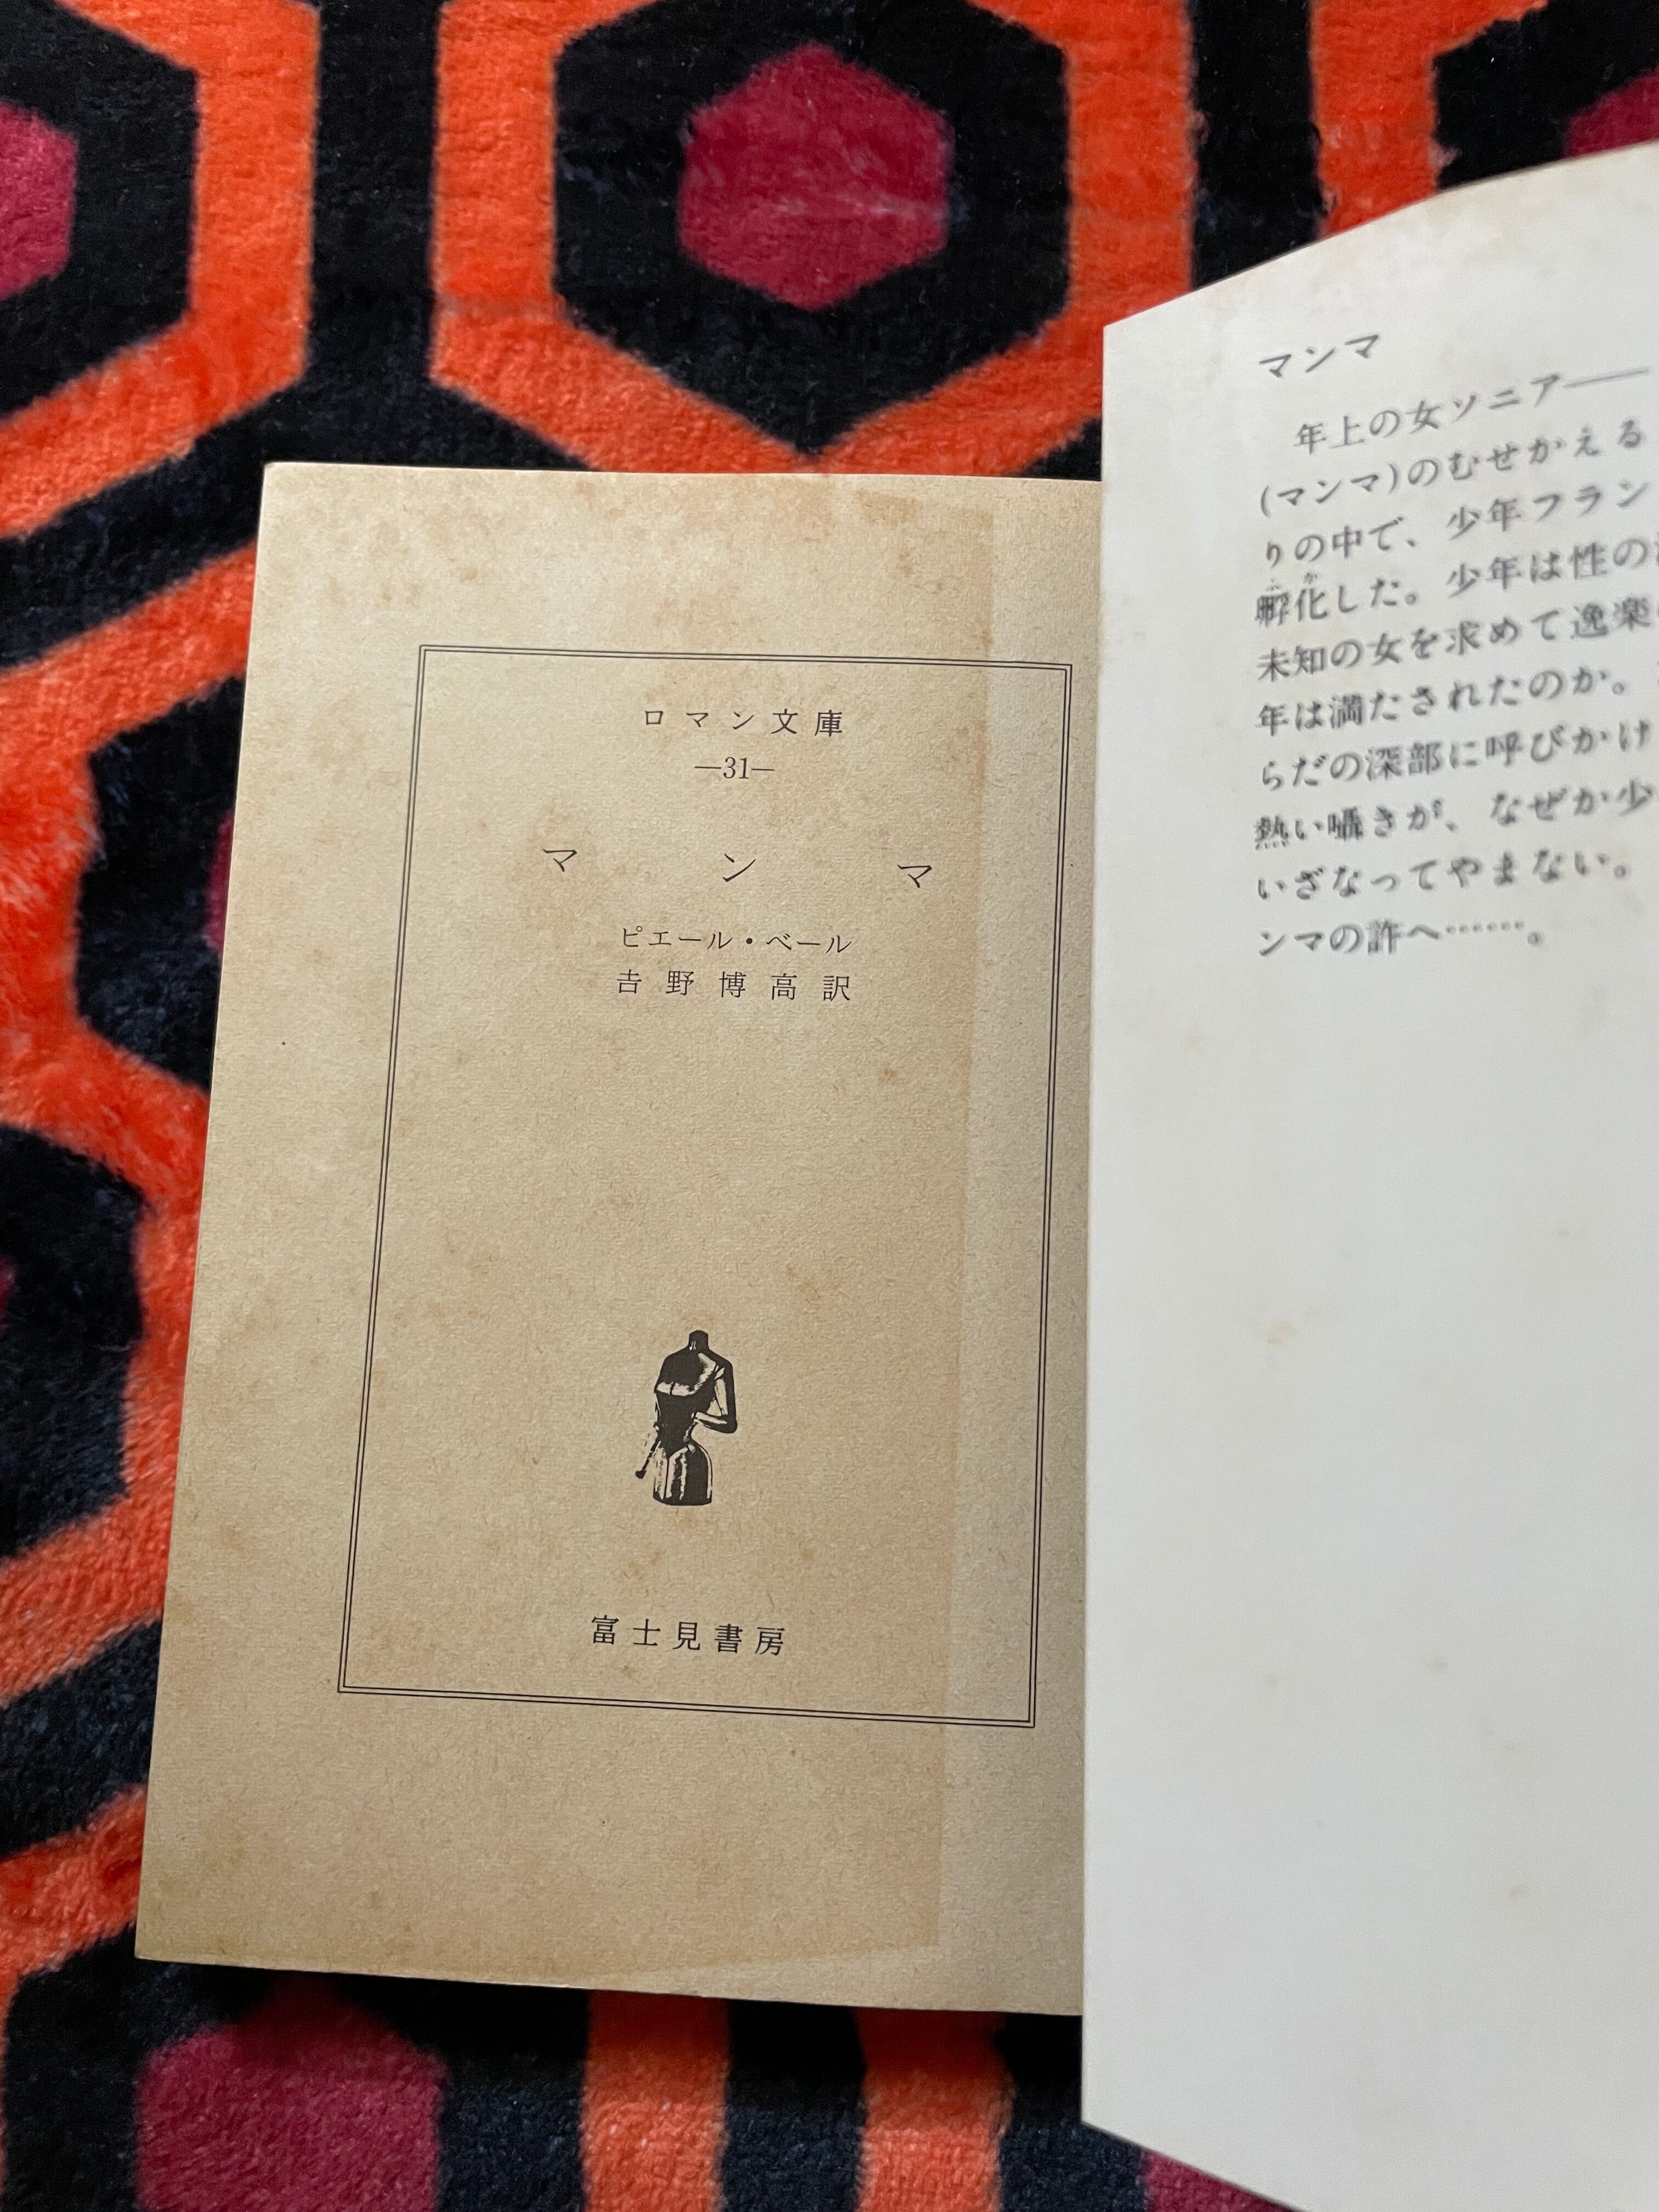 ロマン文庫
—31—
マンマ
ピエール・ベール
吉野博高訳
富士見書房
マンマ
年上の女ソニア——
(マンマ)のむせかえる
りの中で、少年フラン
孵化した。少年は性の
ふか
未知の女を求めて逸楽
年は満たされたのか。
らだの深部に呼びかけ
熱い囁きが、なぜか少
いざなってやまない。
ンマの許へ……。